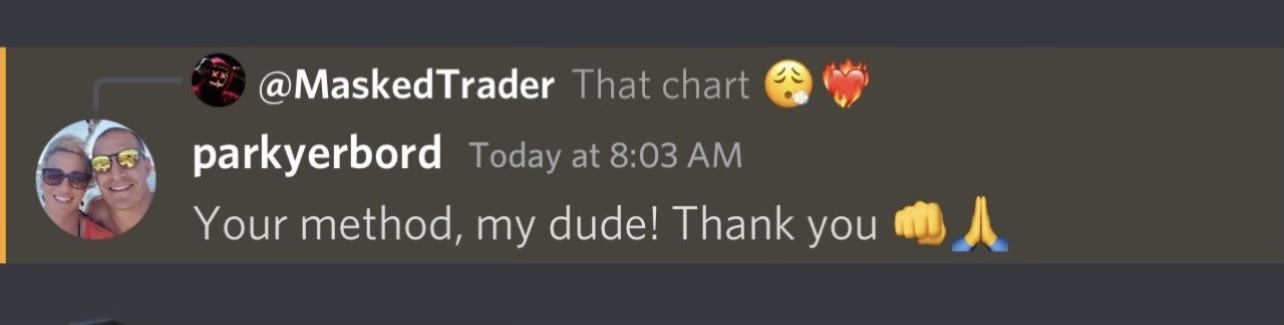 @MaskedTrader That chart 😮‍💨❤️‍🔥
parkyerbord Today at 8:03 AM
Your method, my dude! Thank you 👊🙏